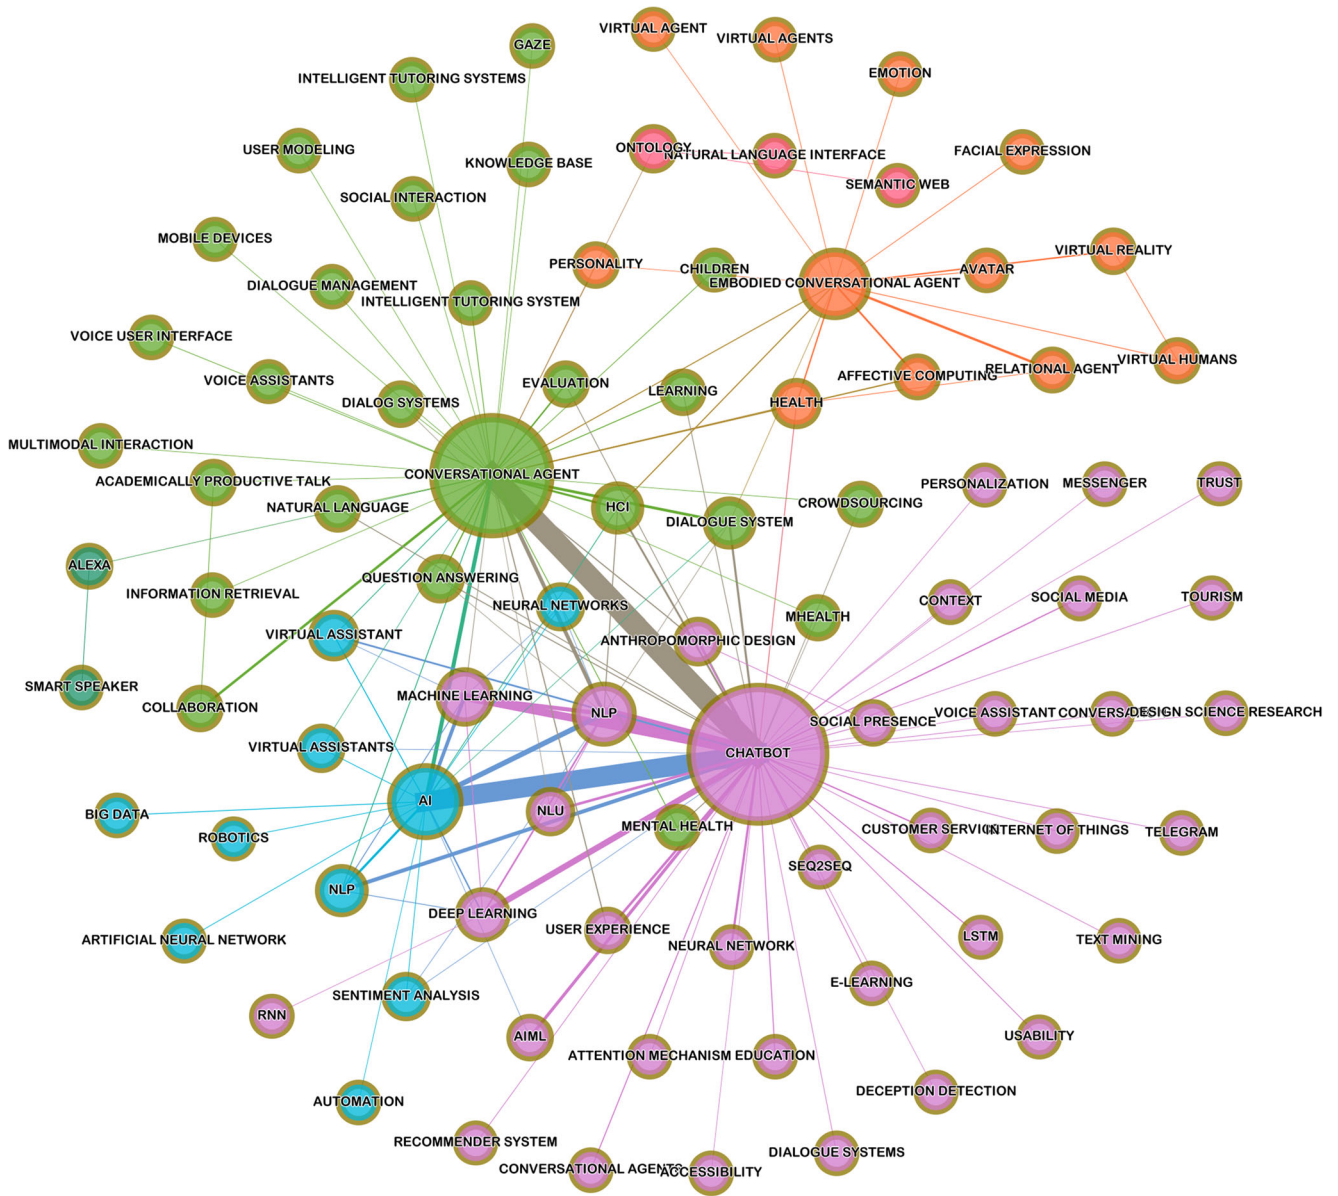 VIRTUAL AGENT
VIRTUAL AGENTS
GAZE
EMOTION
INTELLIGENT TUTORING SYSTEMS
USER MODELING
ONTOLOGY
NATURAL LANGUAGE INTERFACE
FACIAL EXPRESSION
KNOWLEDGE BASE
SEMANTIC WEB
SOCIAL INTERACTION
MOBILE DEVICES
VIRTUAL REALITY
PERSONALITY
CHILDREN
AVATAR
EMBODIED CONVERSATIONAL AGENT
DIALOGUE MANAGEMENT
INTELLIGENT TUTORING SYSTEM
VOICE USER INTERFACE
VIRTUAL HUMANS
RELATIONAL AGENT
AFFECTIVE COMPUTING
VOICE ASSISTANTS
EVALUATION
LEARNING
DIALOG SYSTEMS
HEALTH
MULTIMODAL INTERACTION
CONVERSATIONAL AGENT
ACADEMICALLY PRODUCTIVE TALK
PERSONALIZATION
MESSENGER
TRUST
CROWDSOURCING
NATURAL LANGUAGE
HCI
DIALOGUE SYSTEM
ALEXA
QUESTION ANSWERING
INFORMATION RETRIEVAL
NEURAL NETWORKS
CONTEXT
SOCIAL MEDIA
TOURISM
MHEALTH
VIRTUAL ASSISTANT
ANTHROPOMORPHIC DESIGN
SMART SPEAKER
MACHINE LEARNING
COLLABORATION
NLP
SOCIAL PRESENCE
VOICE ASSISTANT
DESIGN SCIENCE RESEARCH
VIRTUAL ASSISTANTS
CHATBOT
AI
BIG DATA
NLU
MENTAL HEALTH
CUSTOMER SERVICE
INTERNET OF THINGS
TELEGRAM
ROBOTICS
SEQ2SEQ
NLP
DEEP LEARNING
USER EXPERIENCE
ARTIFICIAL NEURAL NETWORK
NEURAL NETWORK
LSTM
TEXT MINING
E-LEARNING
SENTIMENT ANALYSIS
RNN
AIML
USABILITY
ATTENTION MECHANISM
EDUCATION
DECEPTION DETECTION
AUTOMATION
RECOMMENDER SYSTEM
DIALOGUE SYSTEMS
CONVERSATIONAL AGENTS
ACCESSIBILITY